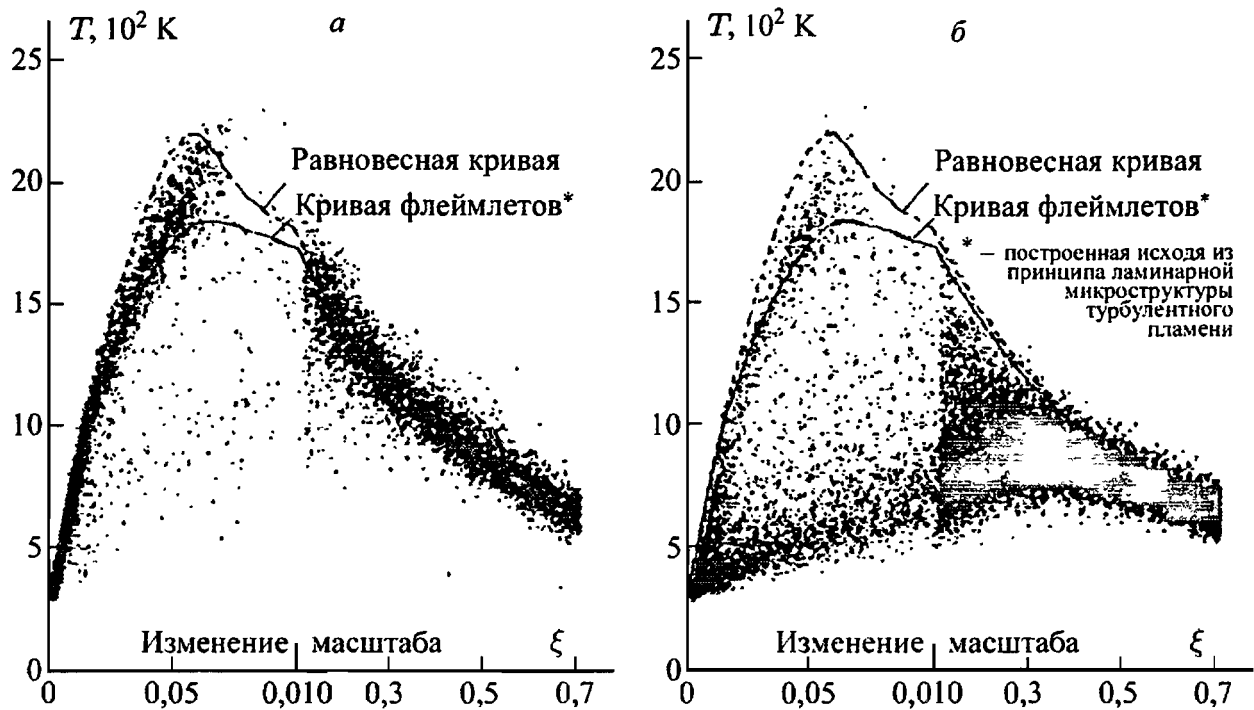 T, 10² K
а
25
20
15
10
5
0
Равновесная кривая
Кривая флеймлетов*
Изменение масштаба
ξ
0 0,05 0,010 0,3 0,5 0,7
T, 10² K
б
25
20
15
10
5
0
Равновесная кривая
Кривая флеймлетов*
* – построенная исходя из
принципа ламинарной
микроструктуры
турбулентного
пламени
Изменение масштаба
ξ
0 0,05 0,010 0,3 0,5 0,7